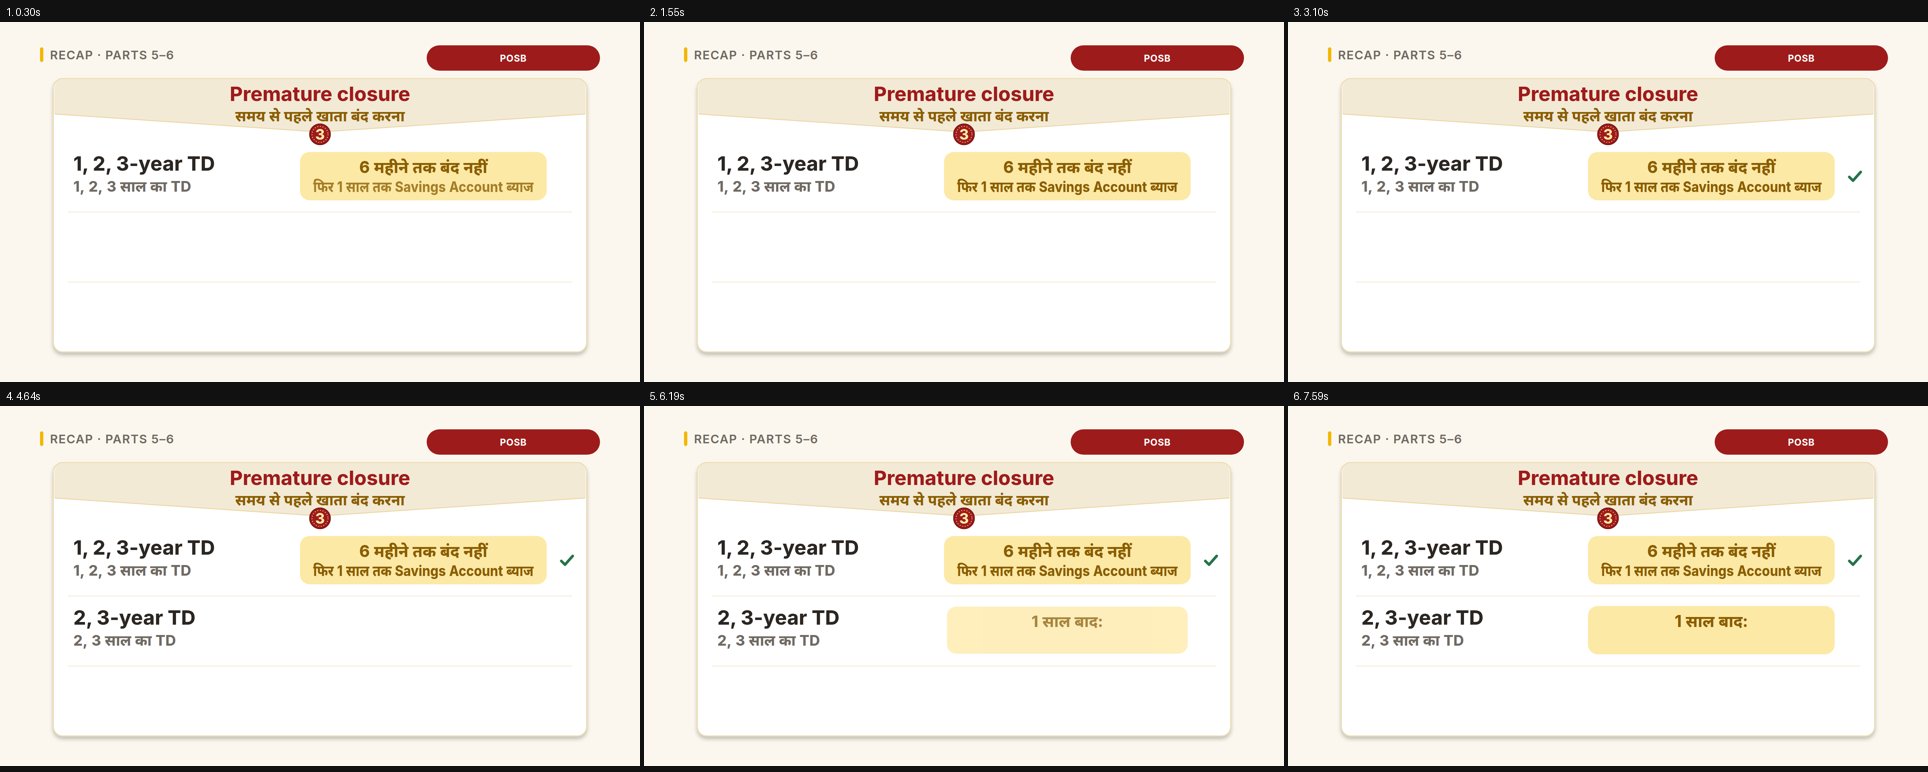 1. 0.30s
RECAP · PARTS 5–6
POSB
Premature closure
समय से पहले खाता बंद करना
3
1, 2, 3-year TD
1, 2, 3 साल का TD
6 महीने तक बंद नहीं
फिर 1 साल तक Savings Account ब्याज
2. 1.55s
RECAP · PARTS 5–6
POSB
Premature closure
समय से पहले खाता बंद करना
3
1, 2, 3-year TD
1, 2, 3 साल का TD
6 महीने तक बंद नहीं
फिर 1 साल तक Savings Account ब्याज
3. 3.10s
RECAP · PARTS 5–6
POSB
Premature closure
समय से पहले खाता बंद करना
3
1, 2, 3-year TD
1, 2, 3 साल का TD
6 महीने तक बंद नहीं
फिर 1 साल तक Savings Account ब्याज
4. 4.64s
RECAP · PARTS 5–6
POSB
Premature closure
समय से पहले खाता बंद करना
3
1, 2, 3-year TD
1, 2, 3 साल का TD
6 महीने तक बंद नहीं
फिर 1 साल तक Savings Account ब्याज
2, 3-year TD
2, 3 साल का TD
5. 6.19s
RECAP · PARTS 5–6
POSB
Premature closure
समय से पहले खाता बंद करना
3
1, 2, 3-year TD
1, 2, 3 साल का TD
6 महीने तक बंद नहीं
फिर 1 साल तक Savings Account ब्याज
2, 3-year TD
2, 3 साल का TD
1 साल बाद:
6. 7.59s
RECAP · PARTS 5–6
POSB
Premature closure
समय से पहले खाता बंद करना
3
1, 2, 3-year TD
1, 2, 3 साल का TD
6 महीने तक बंद नहीं
फिर 1 साल तक Savings Account ब्याज
2, 3-year TD
2, 3 साल का TD
1 साल बाद: